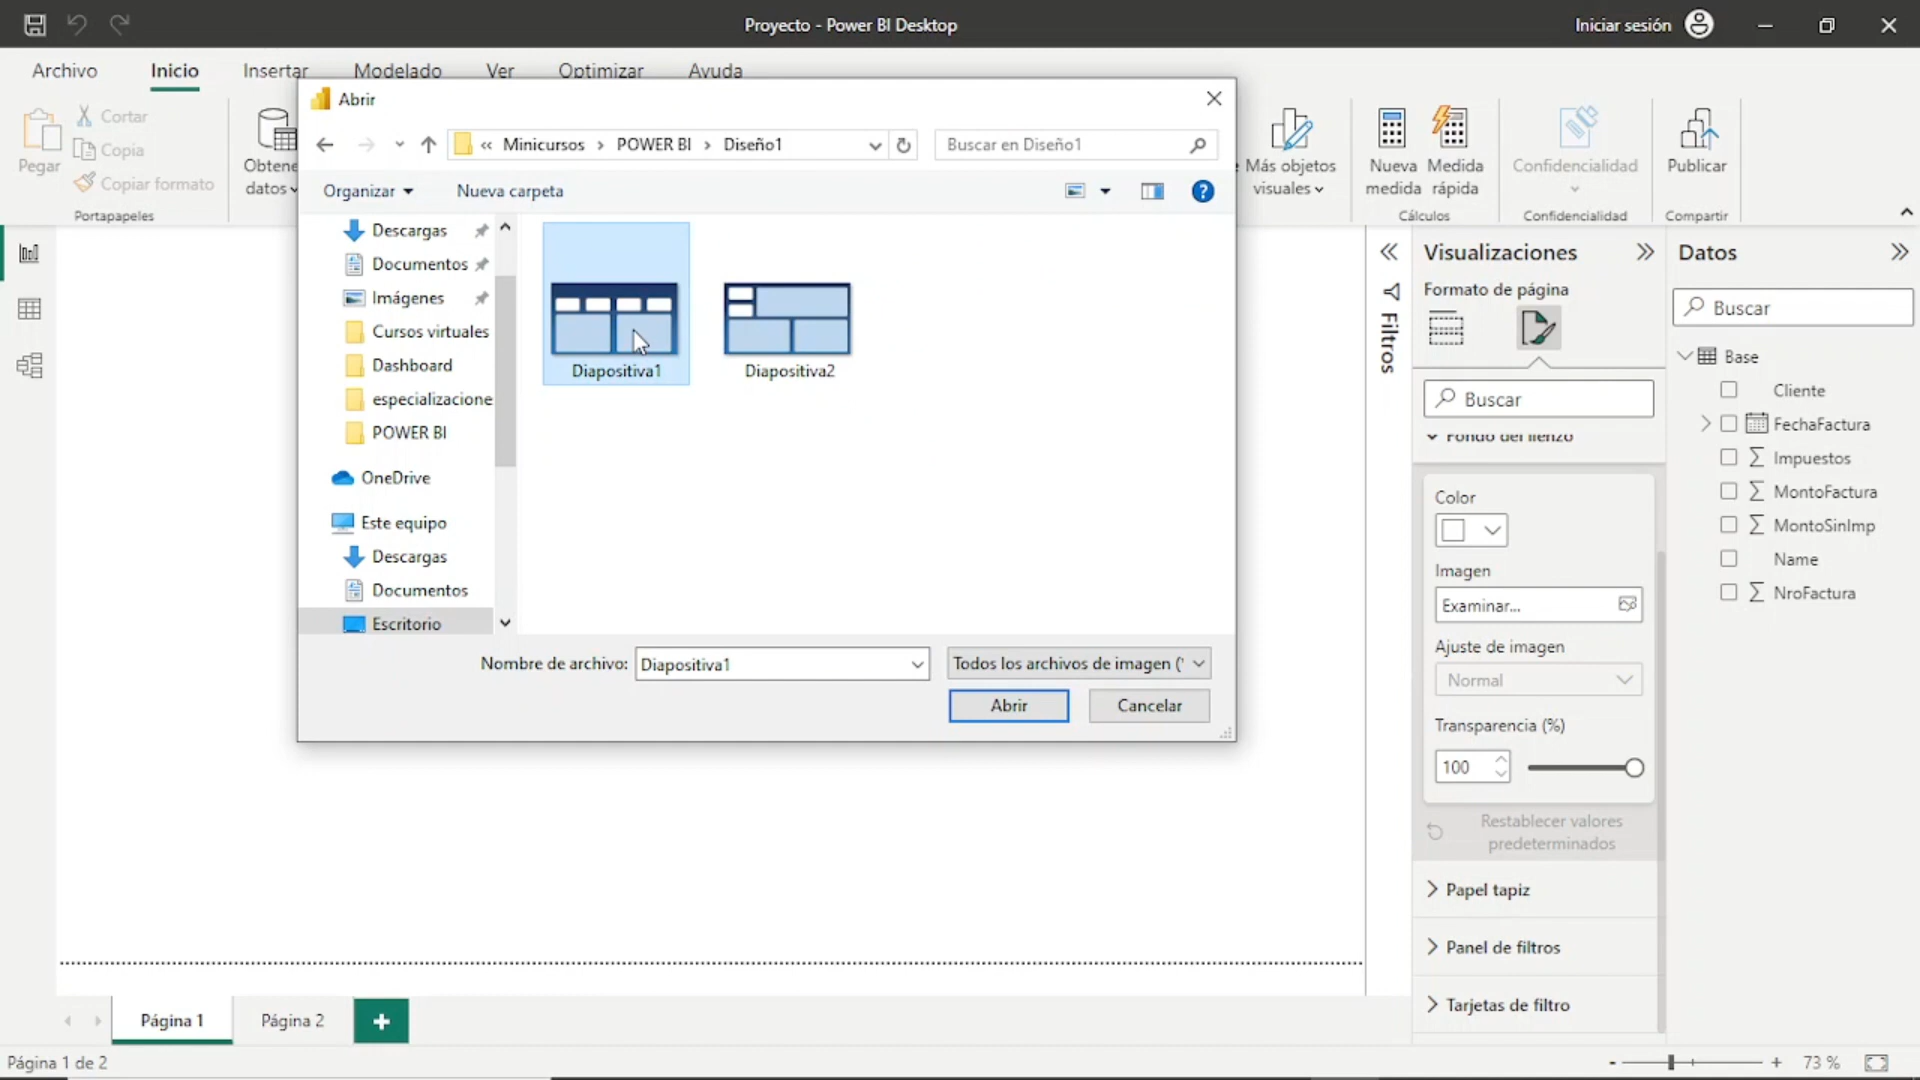 Proyecto - Power BI Desktop
Iniciar sesión
Archivo
Inicio
Insertar
Modelado
Ver
Optimizar
Ayuda
Pegar
Cortar
Copia
Copiar formato
Portapapeles
Obtene
datos
Abrir
« Minicursos > POWER BI > Diseño1
Buscar en Diseño1
Organizar
Nueva carpeta
Descargas
Documentos
Imágenes
Cursos virtuales
Dashboard
especializacione
POWER BI
OneDrive
Este equipo
Descargas
Documentos
Escritorio
Diapositiva1
Diapositiva2
Nombre de archivo:
Diapositiva1
Todos los archivos de imagen ('
Abrir
Cancelar
Más objetos
visuales
Nueva
medida
Medida
rápida
Cálculos
Confidencialidad
Confidencialidad
Publicar
Compartir
Filtros
Visualizaciones
Formato de página
Buscar
Fondo del lienzo
Color
Imagen
Examinar...
Ajuste de imagen
Normal
Transparencia (%)
100
Restablecer valores
predeterminados
Papel tapiz
Panel de filtros
Tarjetas de filtro
Datos
Buscar
Base
Cliente
FechaFactura
Impuestos
MontoFactura
MontoSinImp
Name
NroFactura
Página 1
Página 2
Página 1 de 2
- + 73 %